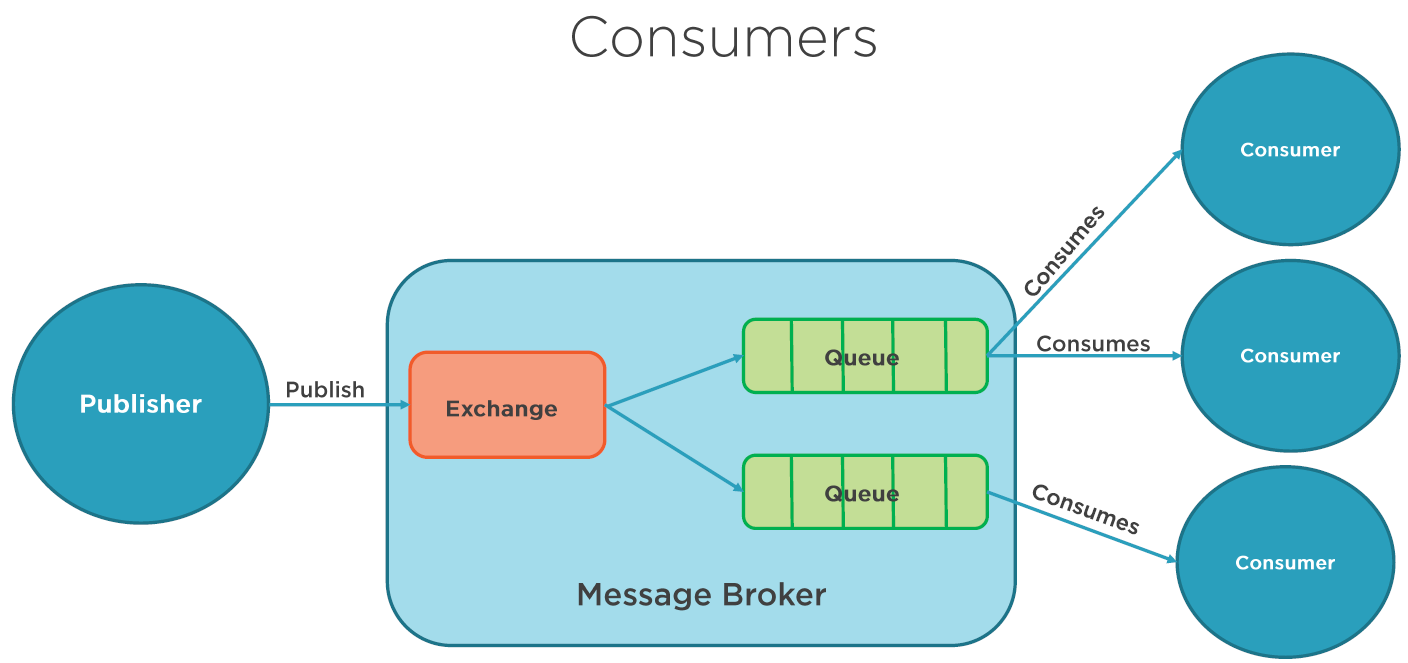 Consumers
Consumer
Consumes
Consumes
Consumer
Publisher
Publish
Exchange
Queue
Queue
Consumes
Consumer
Message Broker